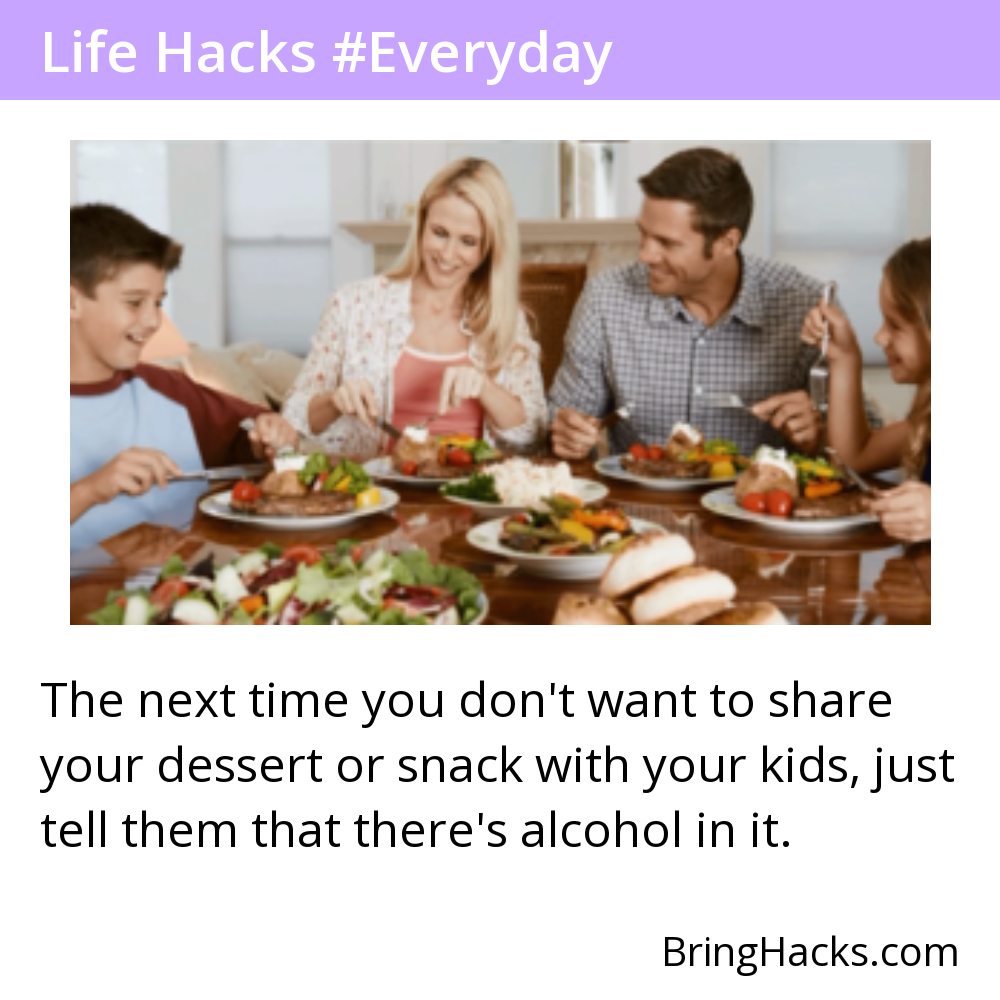 Life Hacks #Everyday
The next time you don't want to share
your dessert or snack with your kids, just
tell them that there's alcohol in it.
BringHacks.com